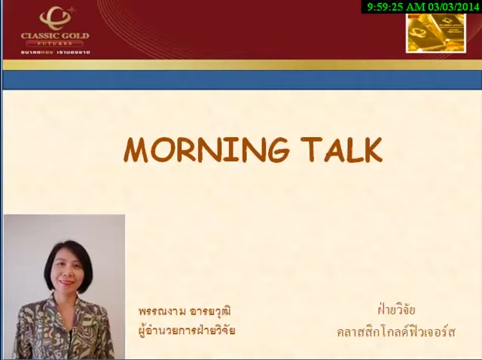 9:59:25 AM 03/03/2014
CLASSIC GOLD
FUTURES
MORNING TALK
พรรณงาม อารยวุฒิ
ผู้อำนวยการฝ่ายวิจัย
ฝ่ายวิจัย
คลาสสิกโกลด์ฟิวเจอร์ส